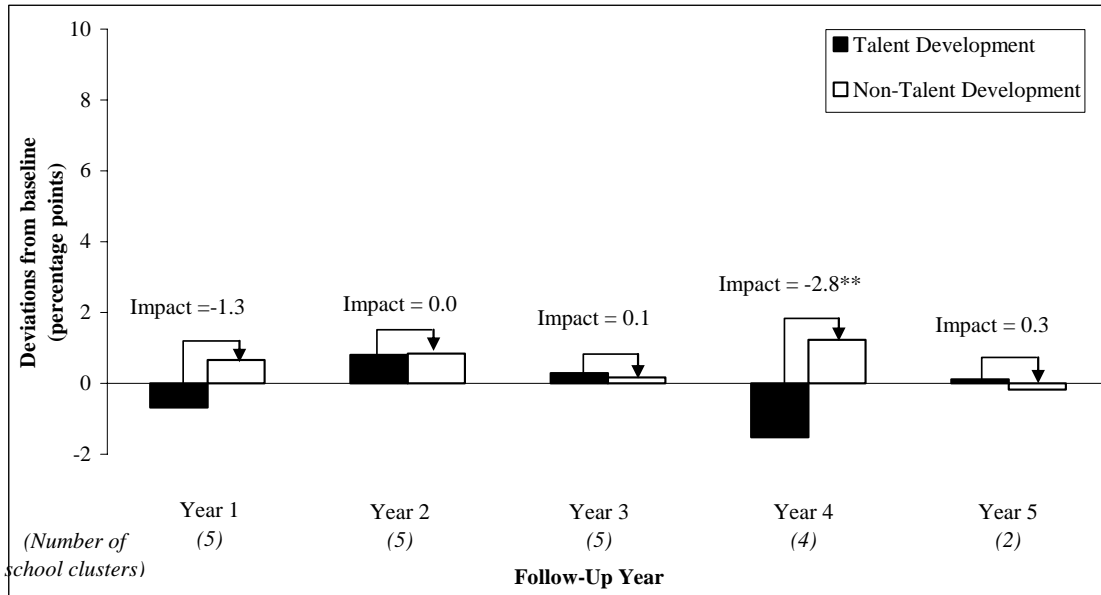 10
8
6
4
2
0
-2
Deviations from baseline
(percentage points)
Talent Development
Non-Talent Development
Impact =-1.3
Impact = 0.0
Impact = 0.1
Impact = -2.8**
Impact = 0.3
Year 1
Year 2
Year 3
Year 4
Year 5
(Number of
school clusters)
(5)
(5)
(5)
(4)
(2)
Follow-Up Year